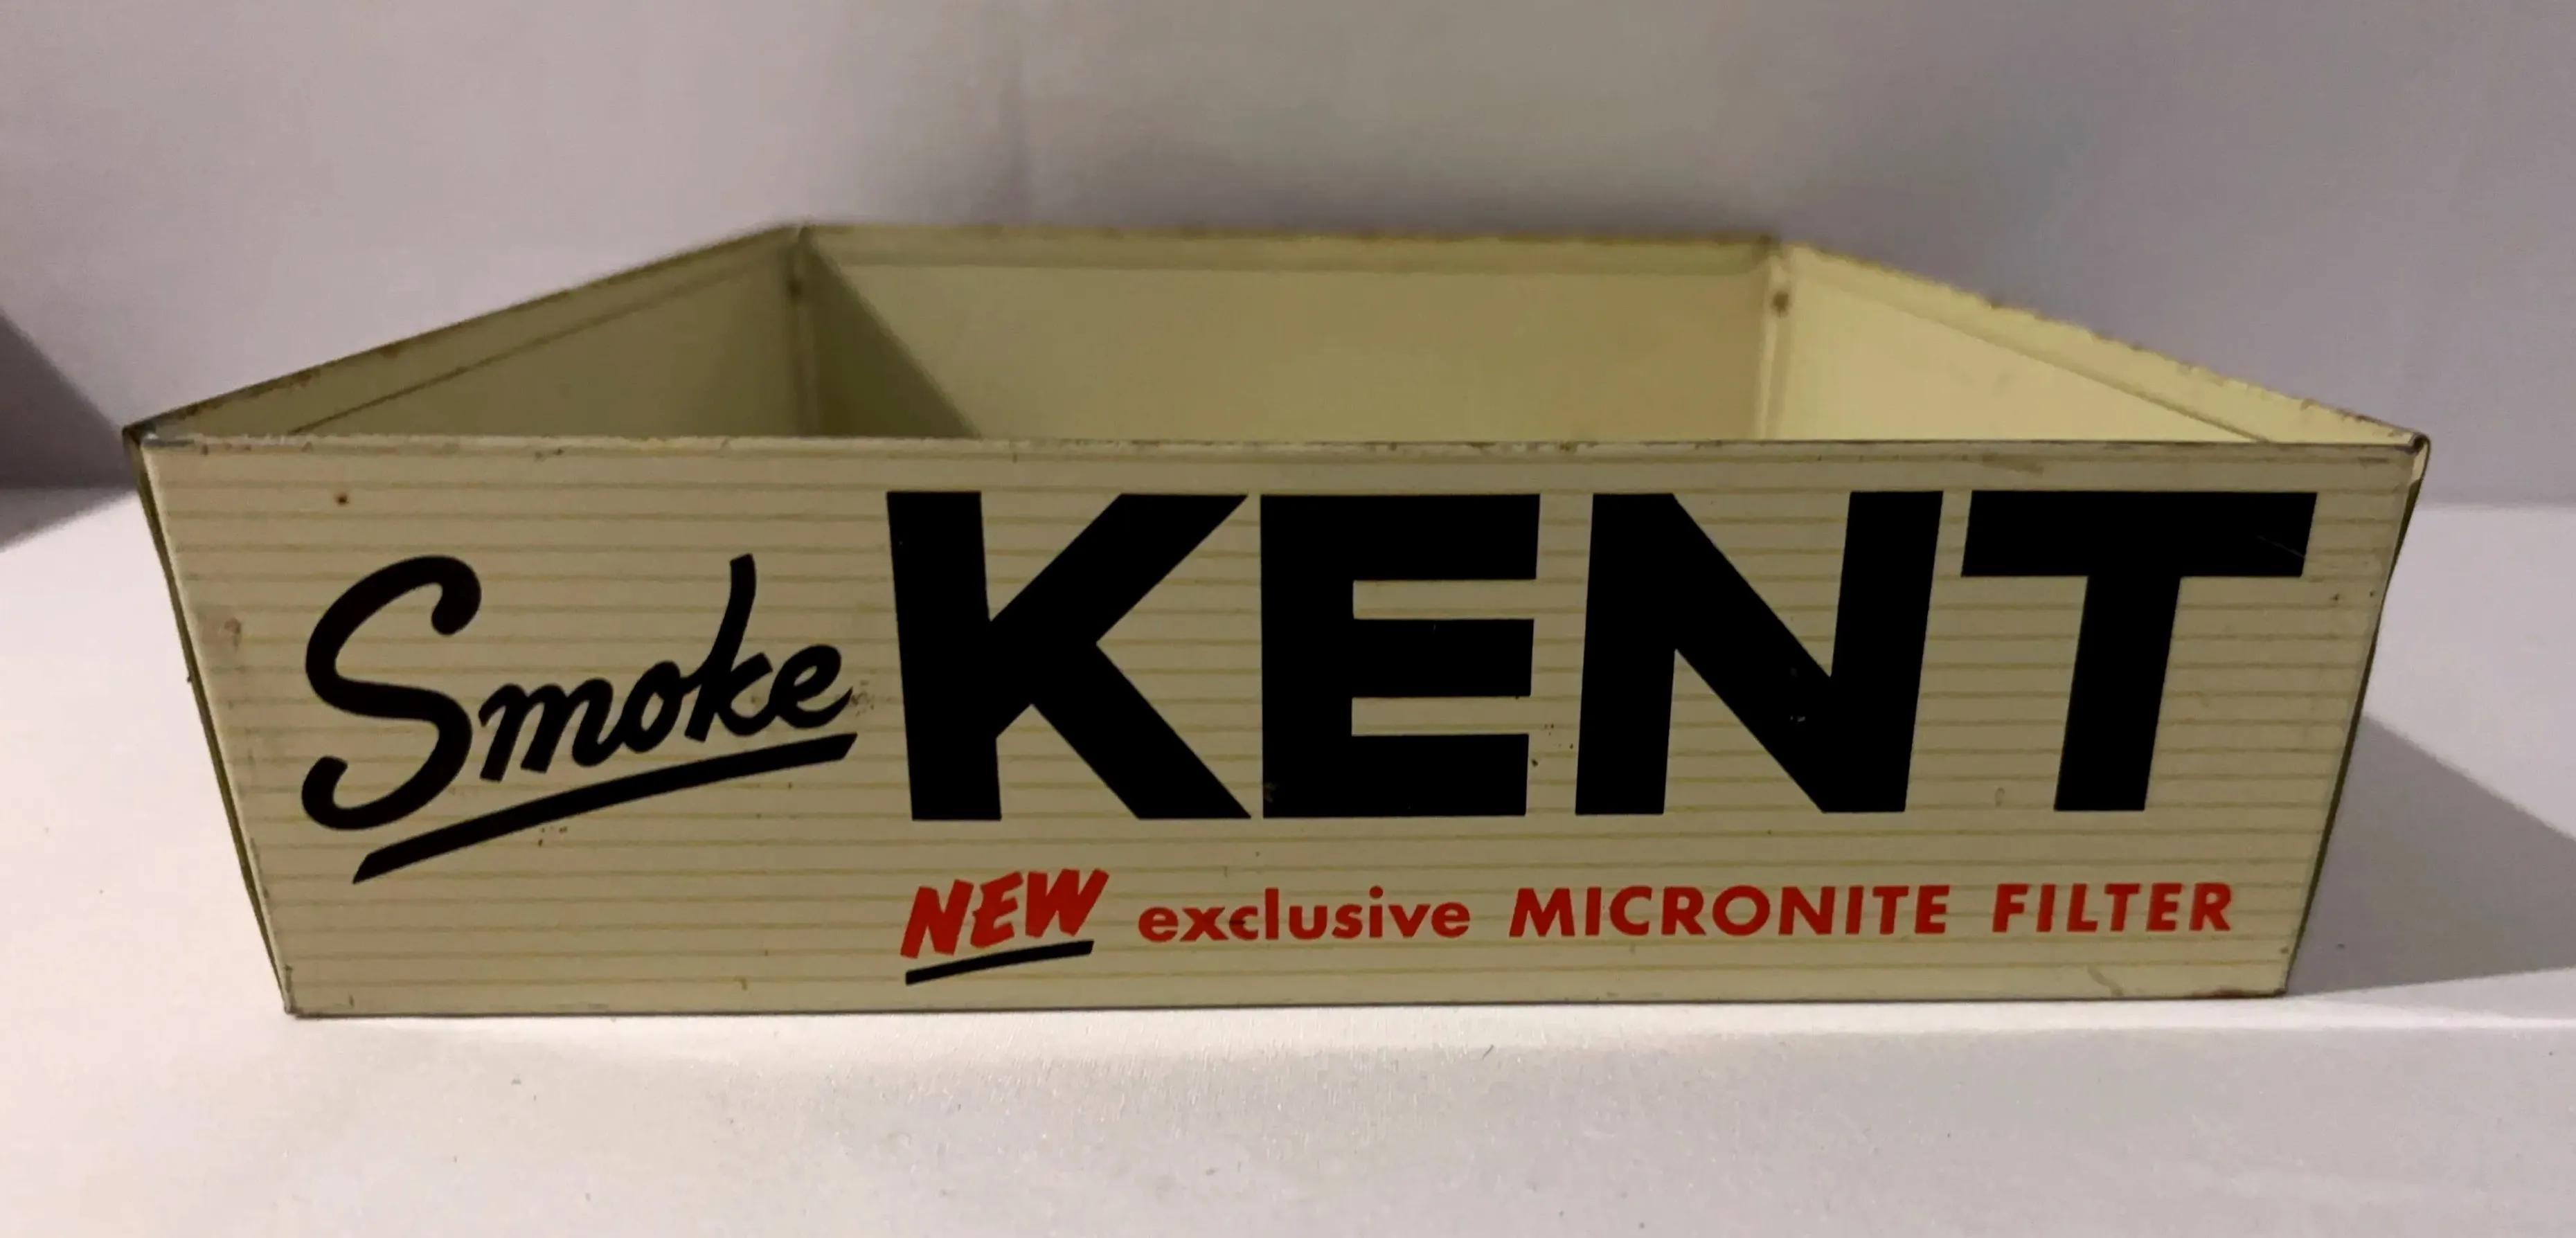 Smoke KENT
NEW exclusive MICRONITE FILTER